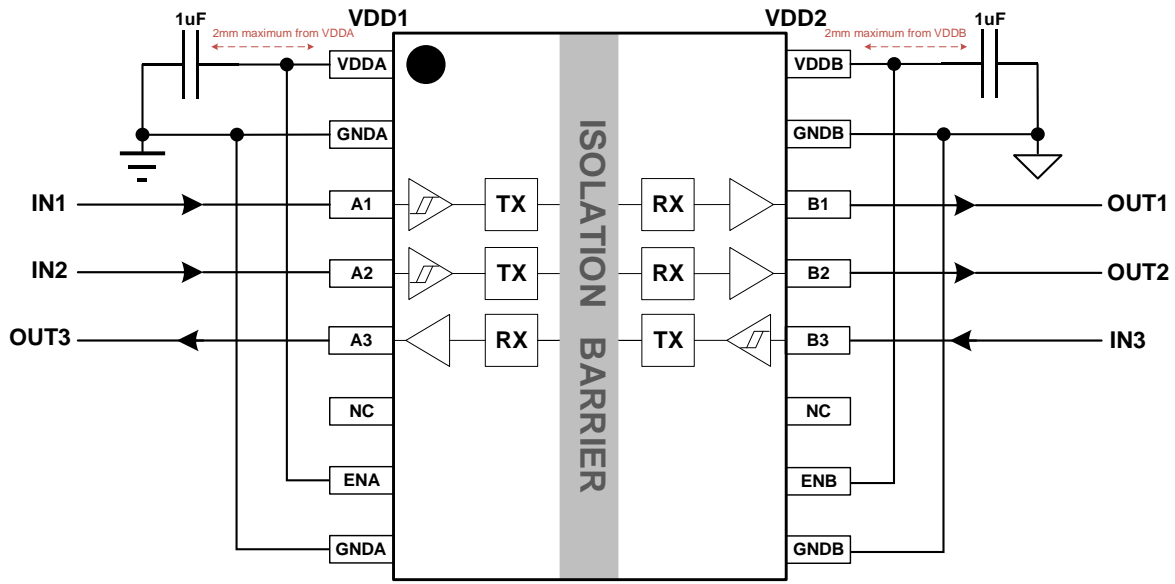 1uF
VDD1
VDD2
1uF
2mm maximum from VDDA
2mm maximum from VDDB
VDDA
VDDB
GNDA
GNDB
ISOLATION BARRIER
IN1
A1
TX
RX
B1
OUT1
IN2
A2
TX
RX
B2
OUT2
OUT3
A3
RX
TX
B3
IN3
NC
NC
ENA
ENB
GNDA
GNDB